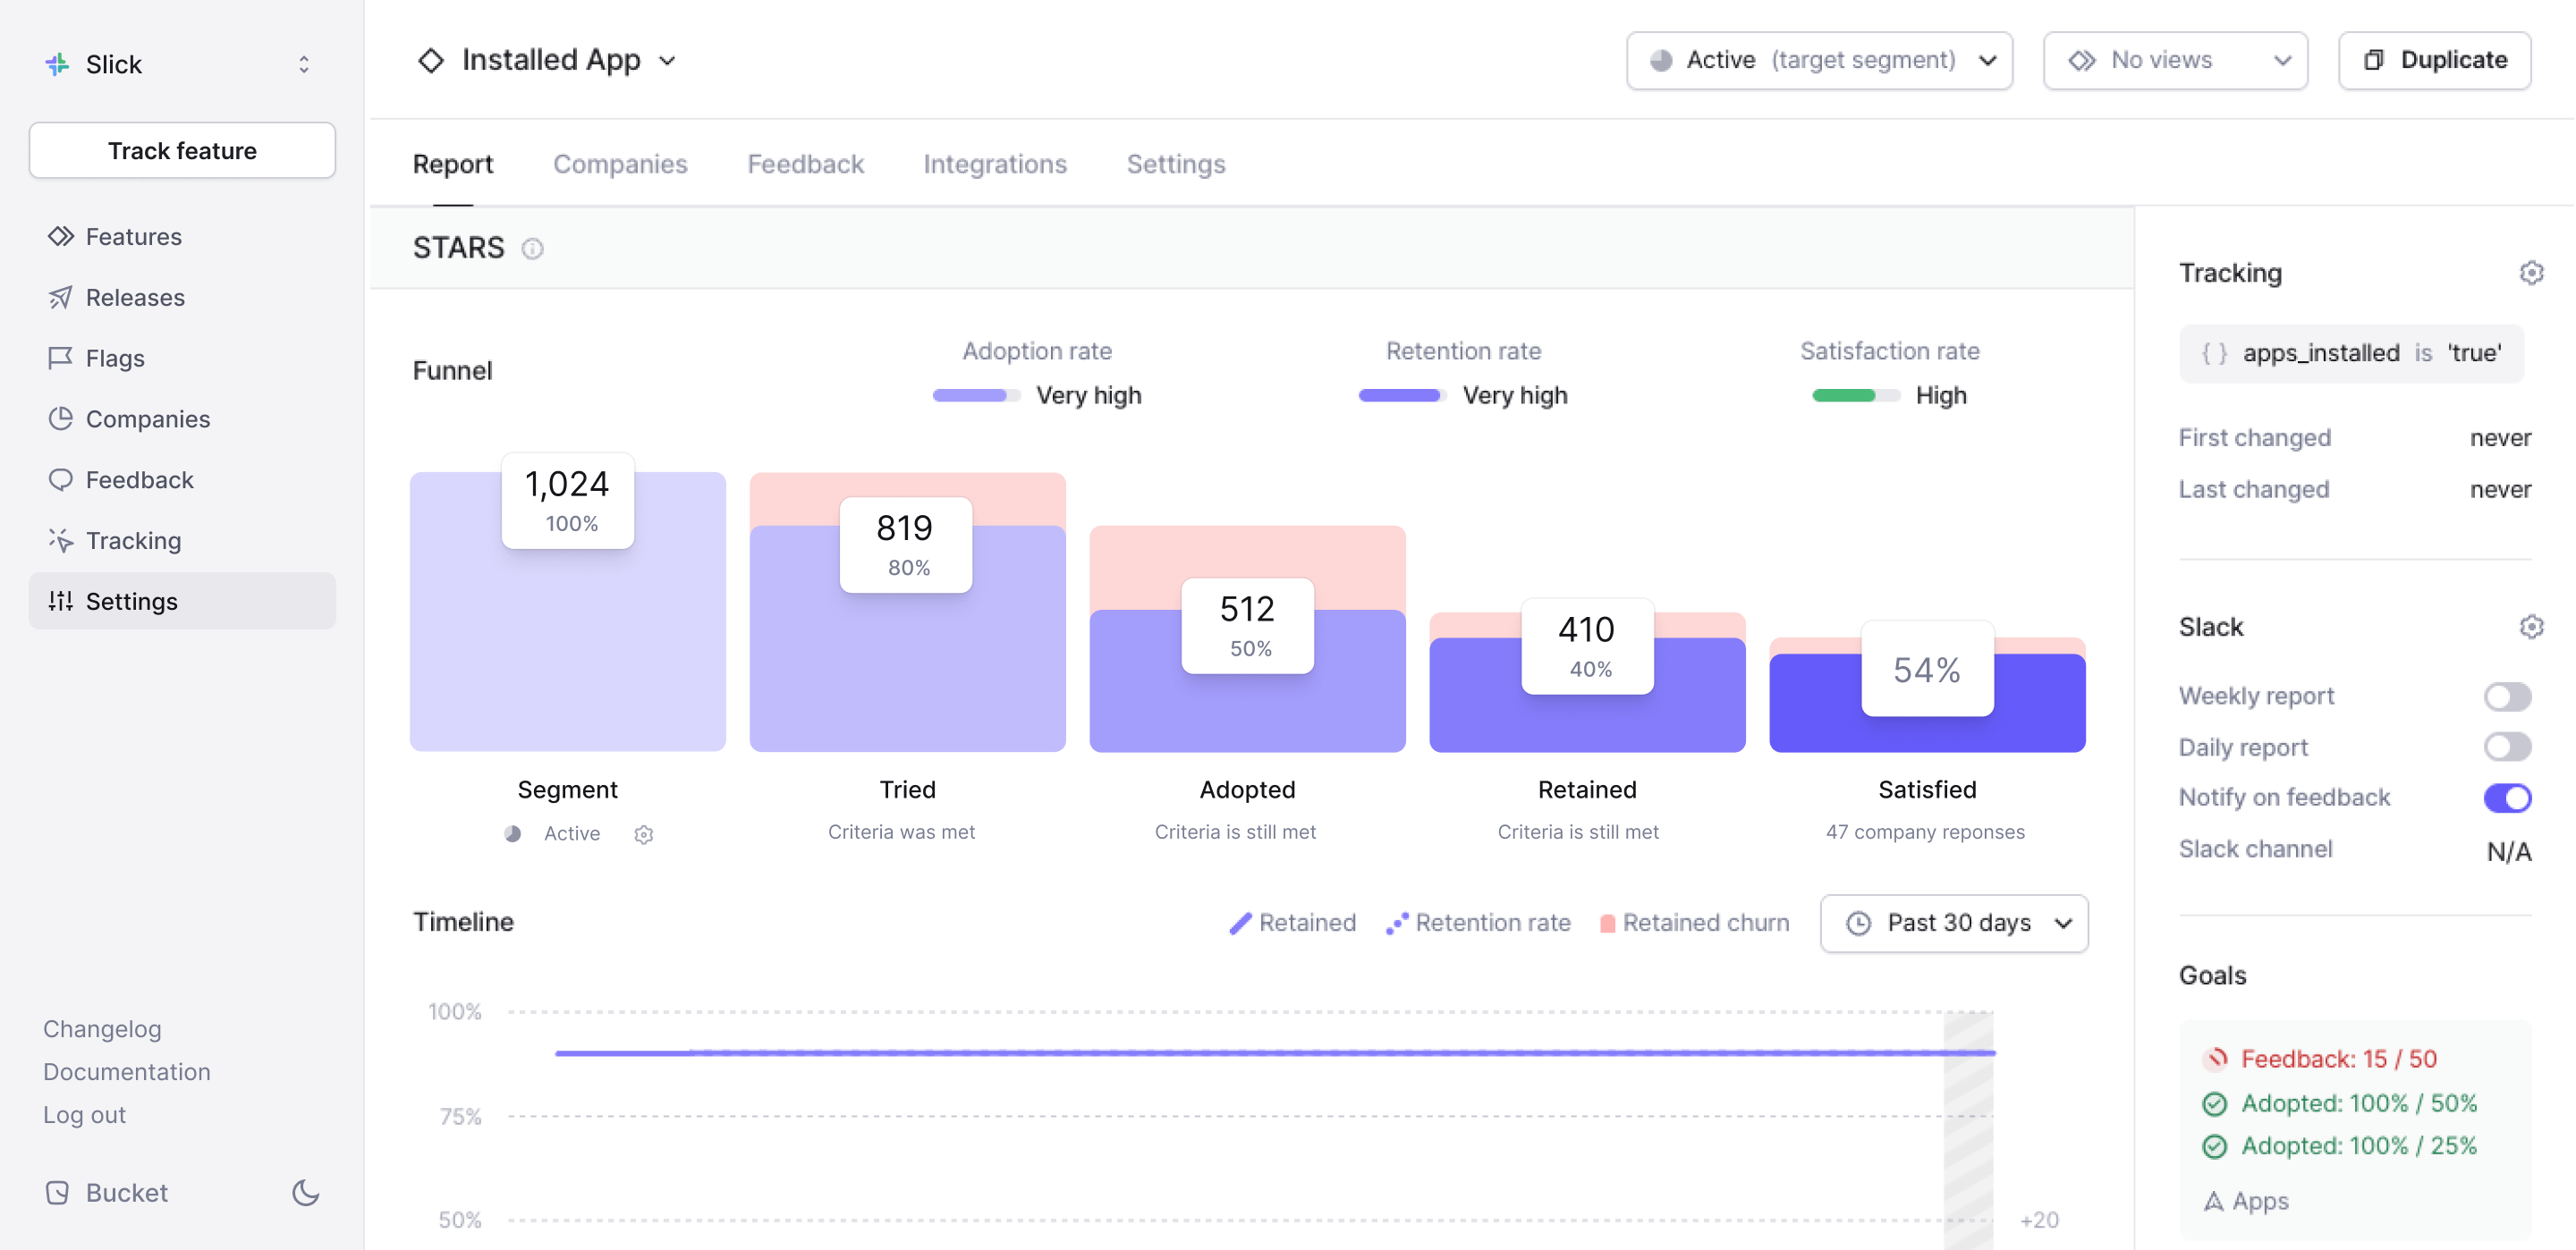 Slick
Track feature
Features
Releases
Flags
Companies
Feedback
Tracking
Settings
Changelog
Documentation
Log out
Bucket
Installed App
Active (target segment)
No views
Duplicate
Report Companies Feedback Integrations Settings
STARS
Funnel
Adoption rate
Very high
Retention rate
Very high
Satisfaction rate
High
1,024
100%
819
80%
512
50%
410
40%
54%
Segment
Active
Tried
Criteria was met
Adopted
Criteria is still met
Retained
Criteria is still met
Satisfied
47 company reponses
Timeline
Retained Retention rate Retained churn
Past 30 days
100%
75%
50%
+20
Tracking
{ } apps_installed is 'true'
First changed never
Last changed never
Slack
Weekly report
Daily report
Notify on feedback
Slack channel N/A
Goals
Feedback: 15 / 50
Adopted: 100% / 50%
Adopted: 100% / 25%
Apps